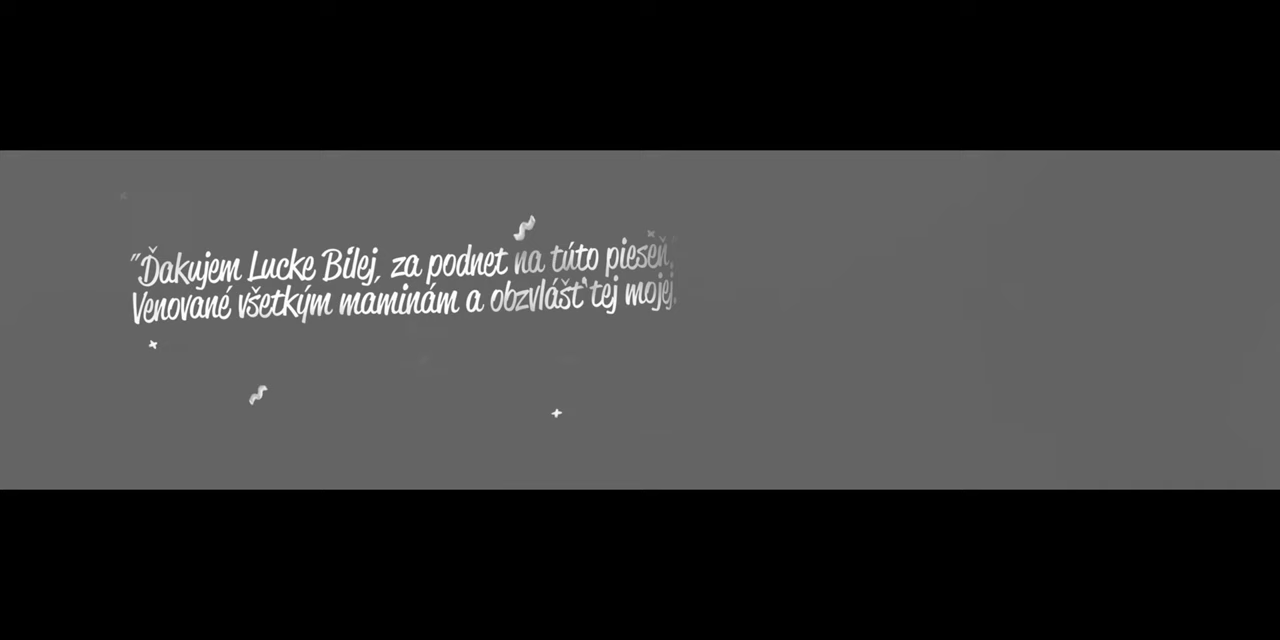 "Ďakujem Lucke Bílej, za podnet na túto pieseň,
Venované všetkým maminám a obzvlášť tej mojej.